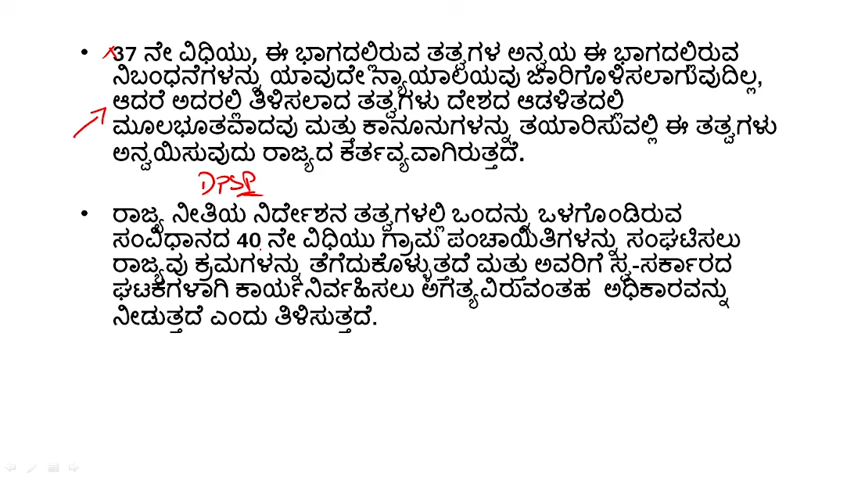 • 37 ನೇ ವಿಧಿಯು, ಈ ಭಾಗದಲ್ಲಿರುವ ತತ್ವಗಳ ಅನ್ವಯ ಈ ಭಾಗದಲ್ಲಿರುವ
ನಿಬಂಧನೆಗಳನ್ನು ಯಾವುದೇ ನ್ಯಾಯಾಲಯವು ಜಾರಿಗೊಳಿಸಲಾಗುವುದಿಲ್ಲ,
ಆದರೆ ಅದರಲ್ಲಿ ತಿಳಿಸಲಾದ ತತ್ವಗಳು ದೇಶದ ಆಡಳಿತದಲ್ಲಿ
ಮೂಲಭೂತವಾದವು ಮತ್ತು ಕಾನೂನುಗಳನ್ನು ತಯಾರಿಸುವಲ್ಲಿ ಈ ತತ್ವಗಳು
ಅನ್ವಯಿಸುವುದು ರಾಜ್ಯದ ಕರ್ತವ್ಯವಾಗಿರುತ್ತದೆ.
DPSP
• ರಾಜ್ಯ ನೀತಿಯ ನಿರ್ದೇಶನ ತತ್ವಗಳಲ್ಲಿ ಒಂದನ್ನು ಒಳಗೊಂಡಿರುವ
ಸಂವಿಧಾನದ 40 ನೇ ವಿಧಿಯು ಗ್ರಾಮ ಪಂಚಾಯಿತಿಗಳನ್ನು ಸಂಘಟಿಸಲು
ರಾಜ್ಯವು ಕ್ರಮಗಳನ್ನು ತೆಗೆದುಕೊಳ್ಳುತ್ತದೆ ಮತ್ತು ಅವರಿಗೆ ಸ್ವ-ಸರ್ಕಾರದ
ಘಟಕಗಳಾಗಿ ಕಾರ್ಯನಿರ್ವಹಿಸಲು ಅಗತ್ಯವಿರುವಂತಹ ಅಧಿಕಾರವನ್ನು
ನೀಡುತ್ತದೆ ಎಂದು ತಿಳಿಸುತ್ತದೆ.